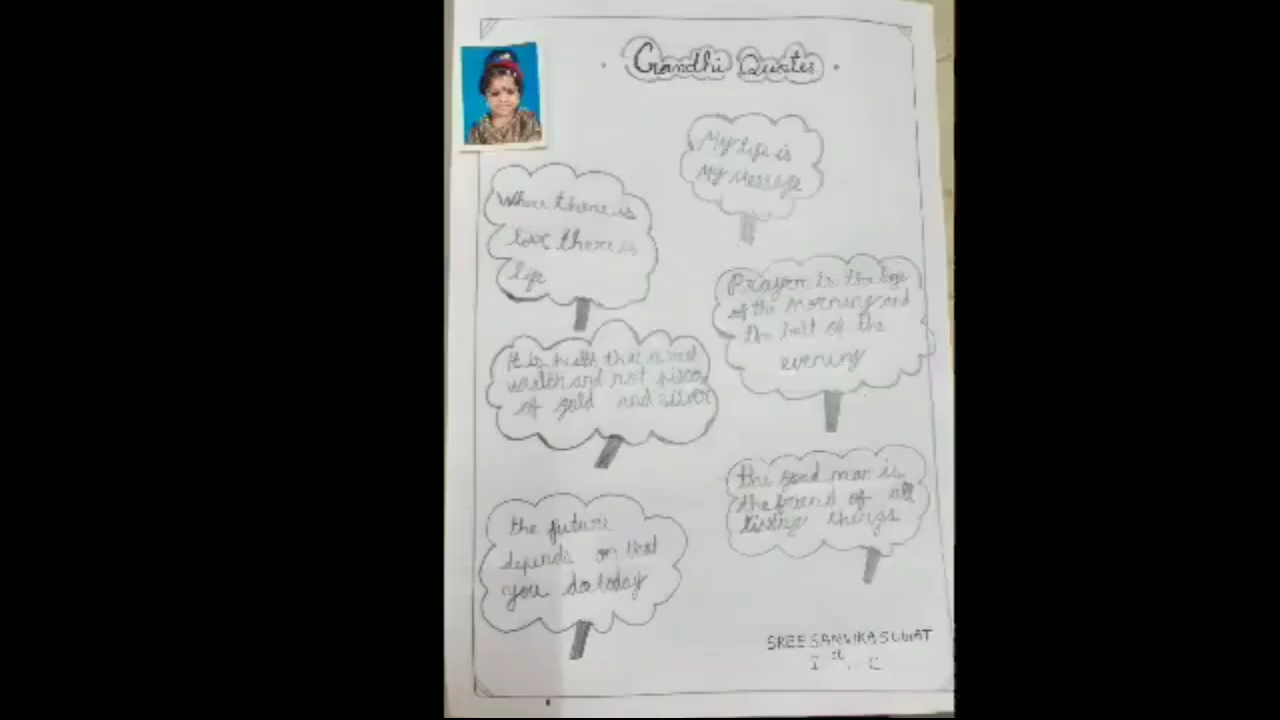 Gandhi Quotes
My life is
My Message
Where there is
love there is
life
Prayer is the key
of the morning and
the bolt of the
evening
It is health that is real
wealth and not pieces
of gold and silver
the good man is
the friend of all
living things
the future
depends on
you do today
SREE SANVIKA
I